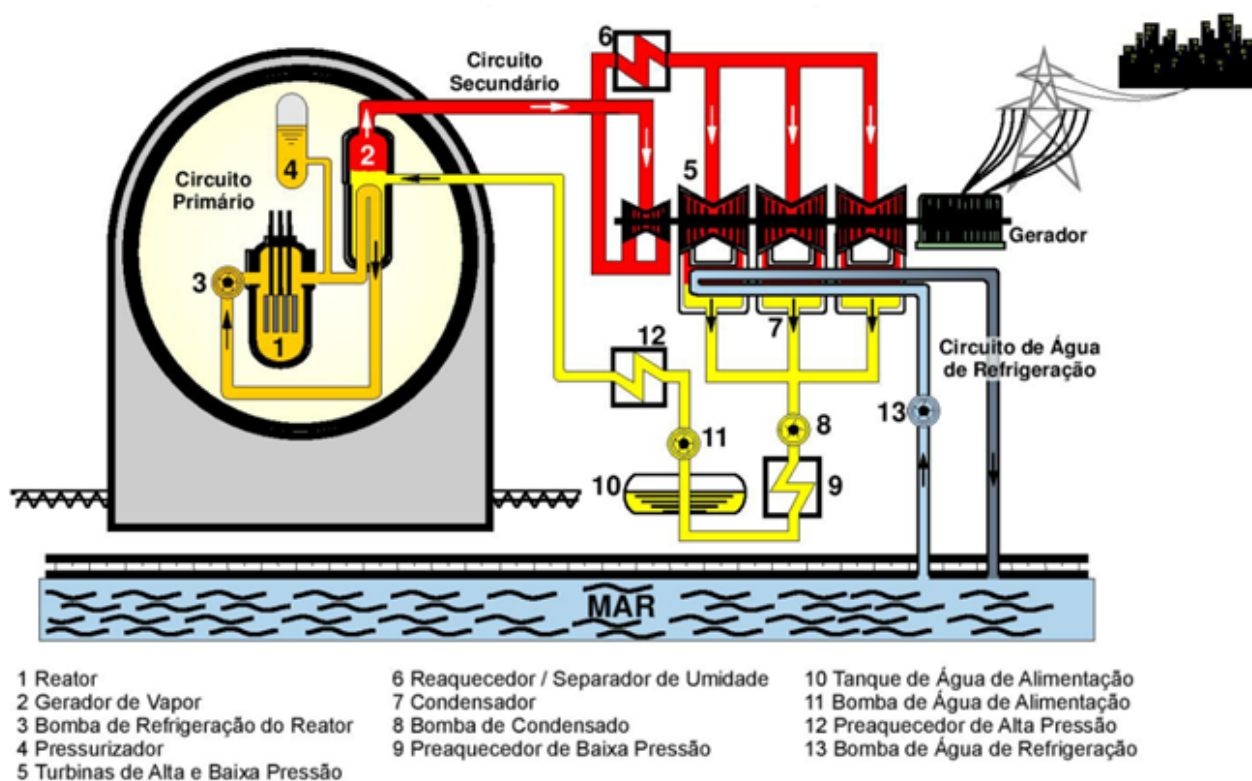 6
Circuito
Secundário
2
4
5
Circuito
Primário
Gerador
3
1
12
7
Circuito de Água
de Refrigeração
13
11
8
10
9
MAR
1 Reator
2 Gerador de Vapor
3 Bomba de Refrigeração do Reator
4 Pressurizador
5 Turbinas de Alta e Baixa Pressão
6 Reaquecedor / Separador de Umidade
7 Condensador
8 Bomba de Condensado
9 Preaquecedor de Baixa Pressão
10 Tanque de Água de Alimentação
11 Bomba de Água de Alimentação
12 Preaquecedor de Alta Pressão
13 Bomba de Água de Refrigeração